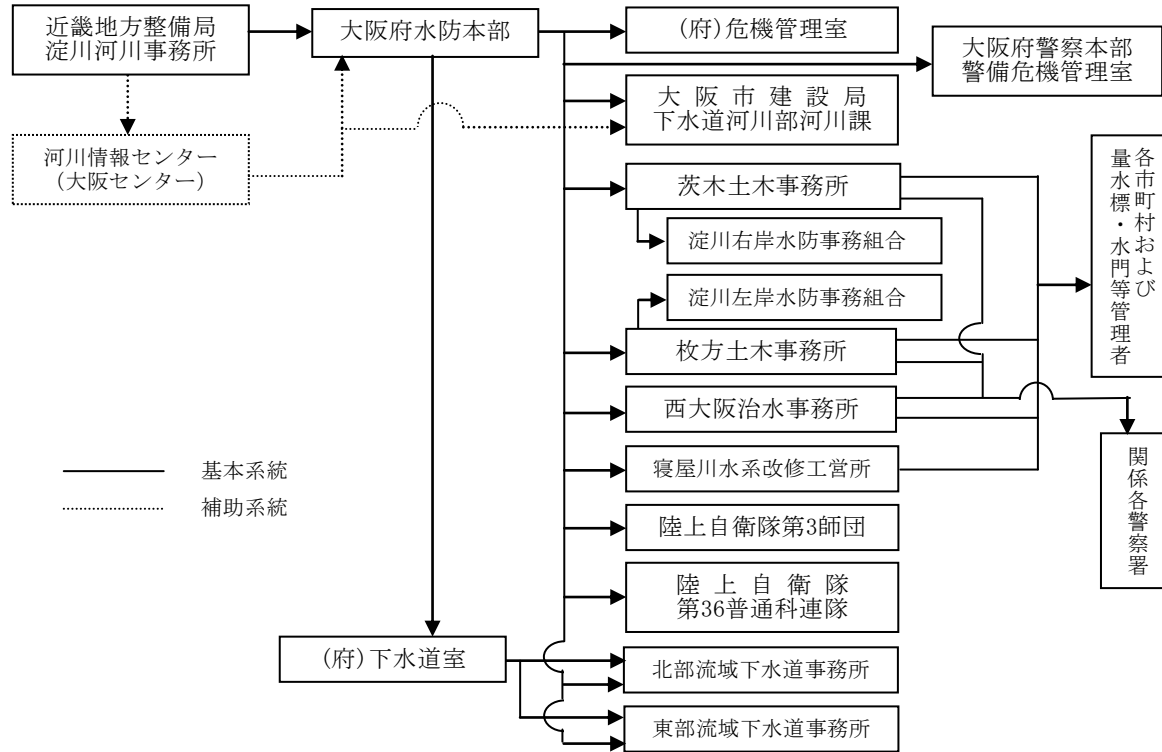 近畿地方整備局
淀川河川事務所
大阪府水防本部
(府)危機管理室
大阪府警察本部
警備危機管理室
大阪市建設局
下水道河川部河川課
河川情報センター
(大阪センター)
茨木土木事務所
淀川右岸水防事務組合
淀川左岸水防事務組合
枚方土木事務所
西大阪治水事務所
寝屋川水系改修工営所
陸上自衛隊第3師団
陸上自衛隊
第36普通科連隊
(府)下水道室
北部流域下水道事務所
東部流域下水道事務所
各市町村および
量水標・水門等管理者
関係各警察署
基本系統
補助系統